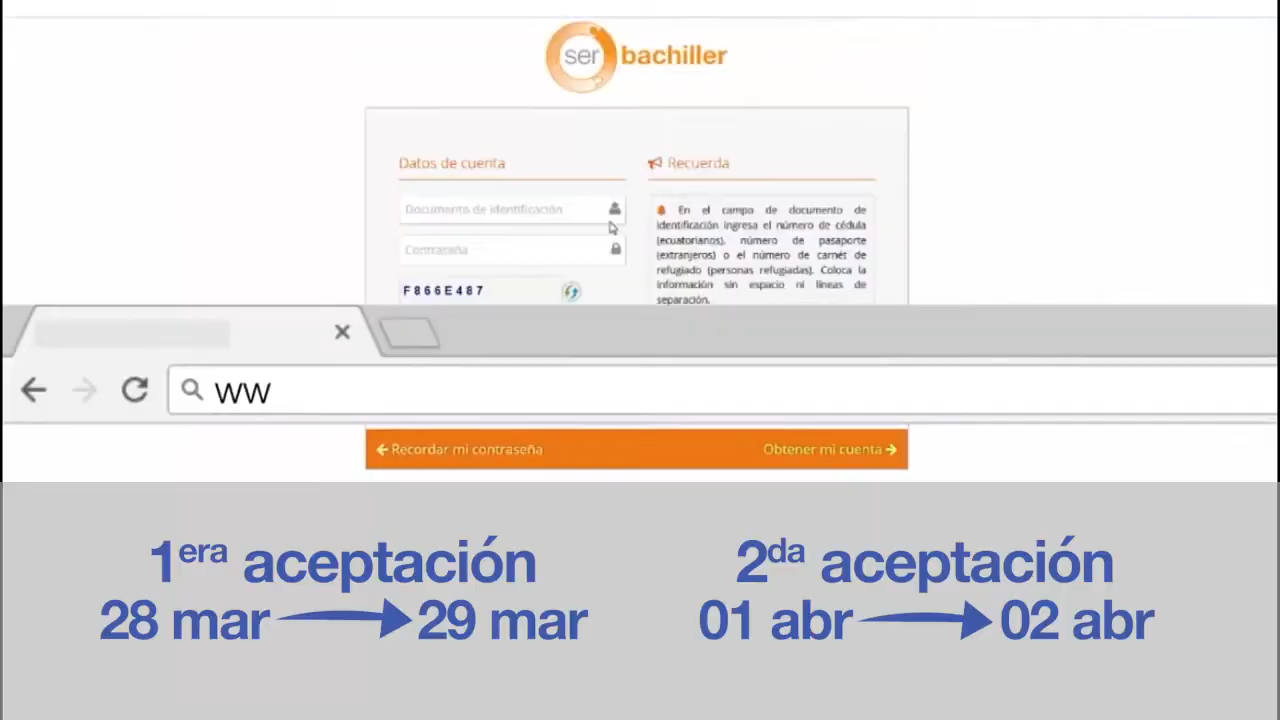 ser bachiller
Datos de cuenta
Documento de identificación
Contraseña
F866E487
Recuerda
En el campo de documento de
identificación ingresa el número de cédula
(ecuatorianos), número de pasaporte
(extranjeros) o el número de carnét de
refugiado (personas refugiadas). Coloca la
información sin espacio ni líneas de
separación.
WW
Recordar mi contraseña
Obtener mi cuenta
1era aceptación
28 mar 29 mar
2da aceptación
01 abr 02 abr